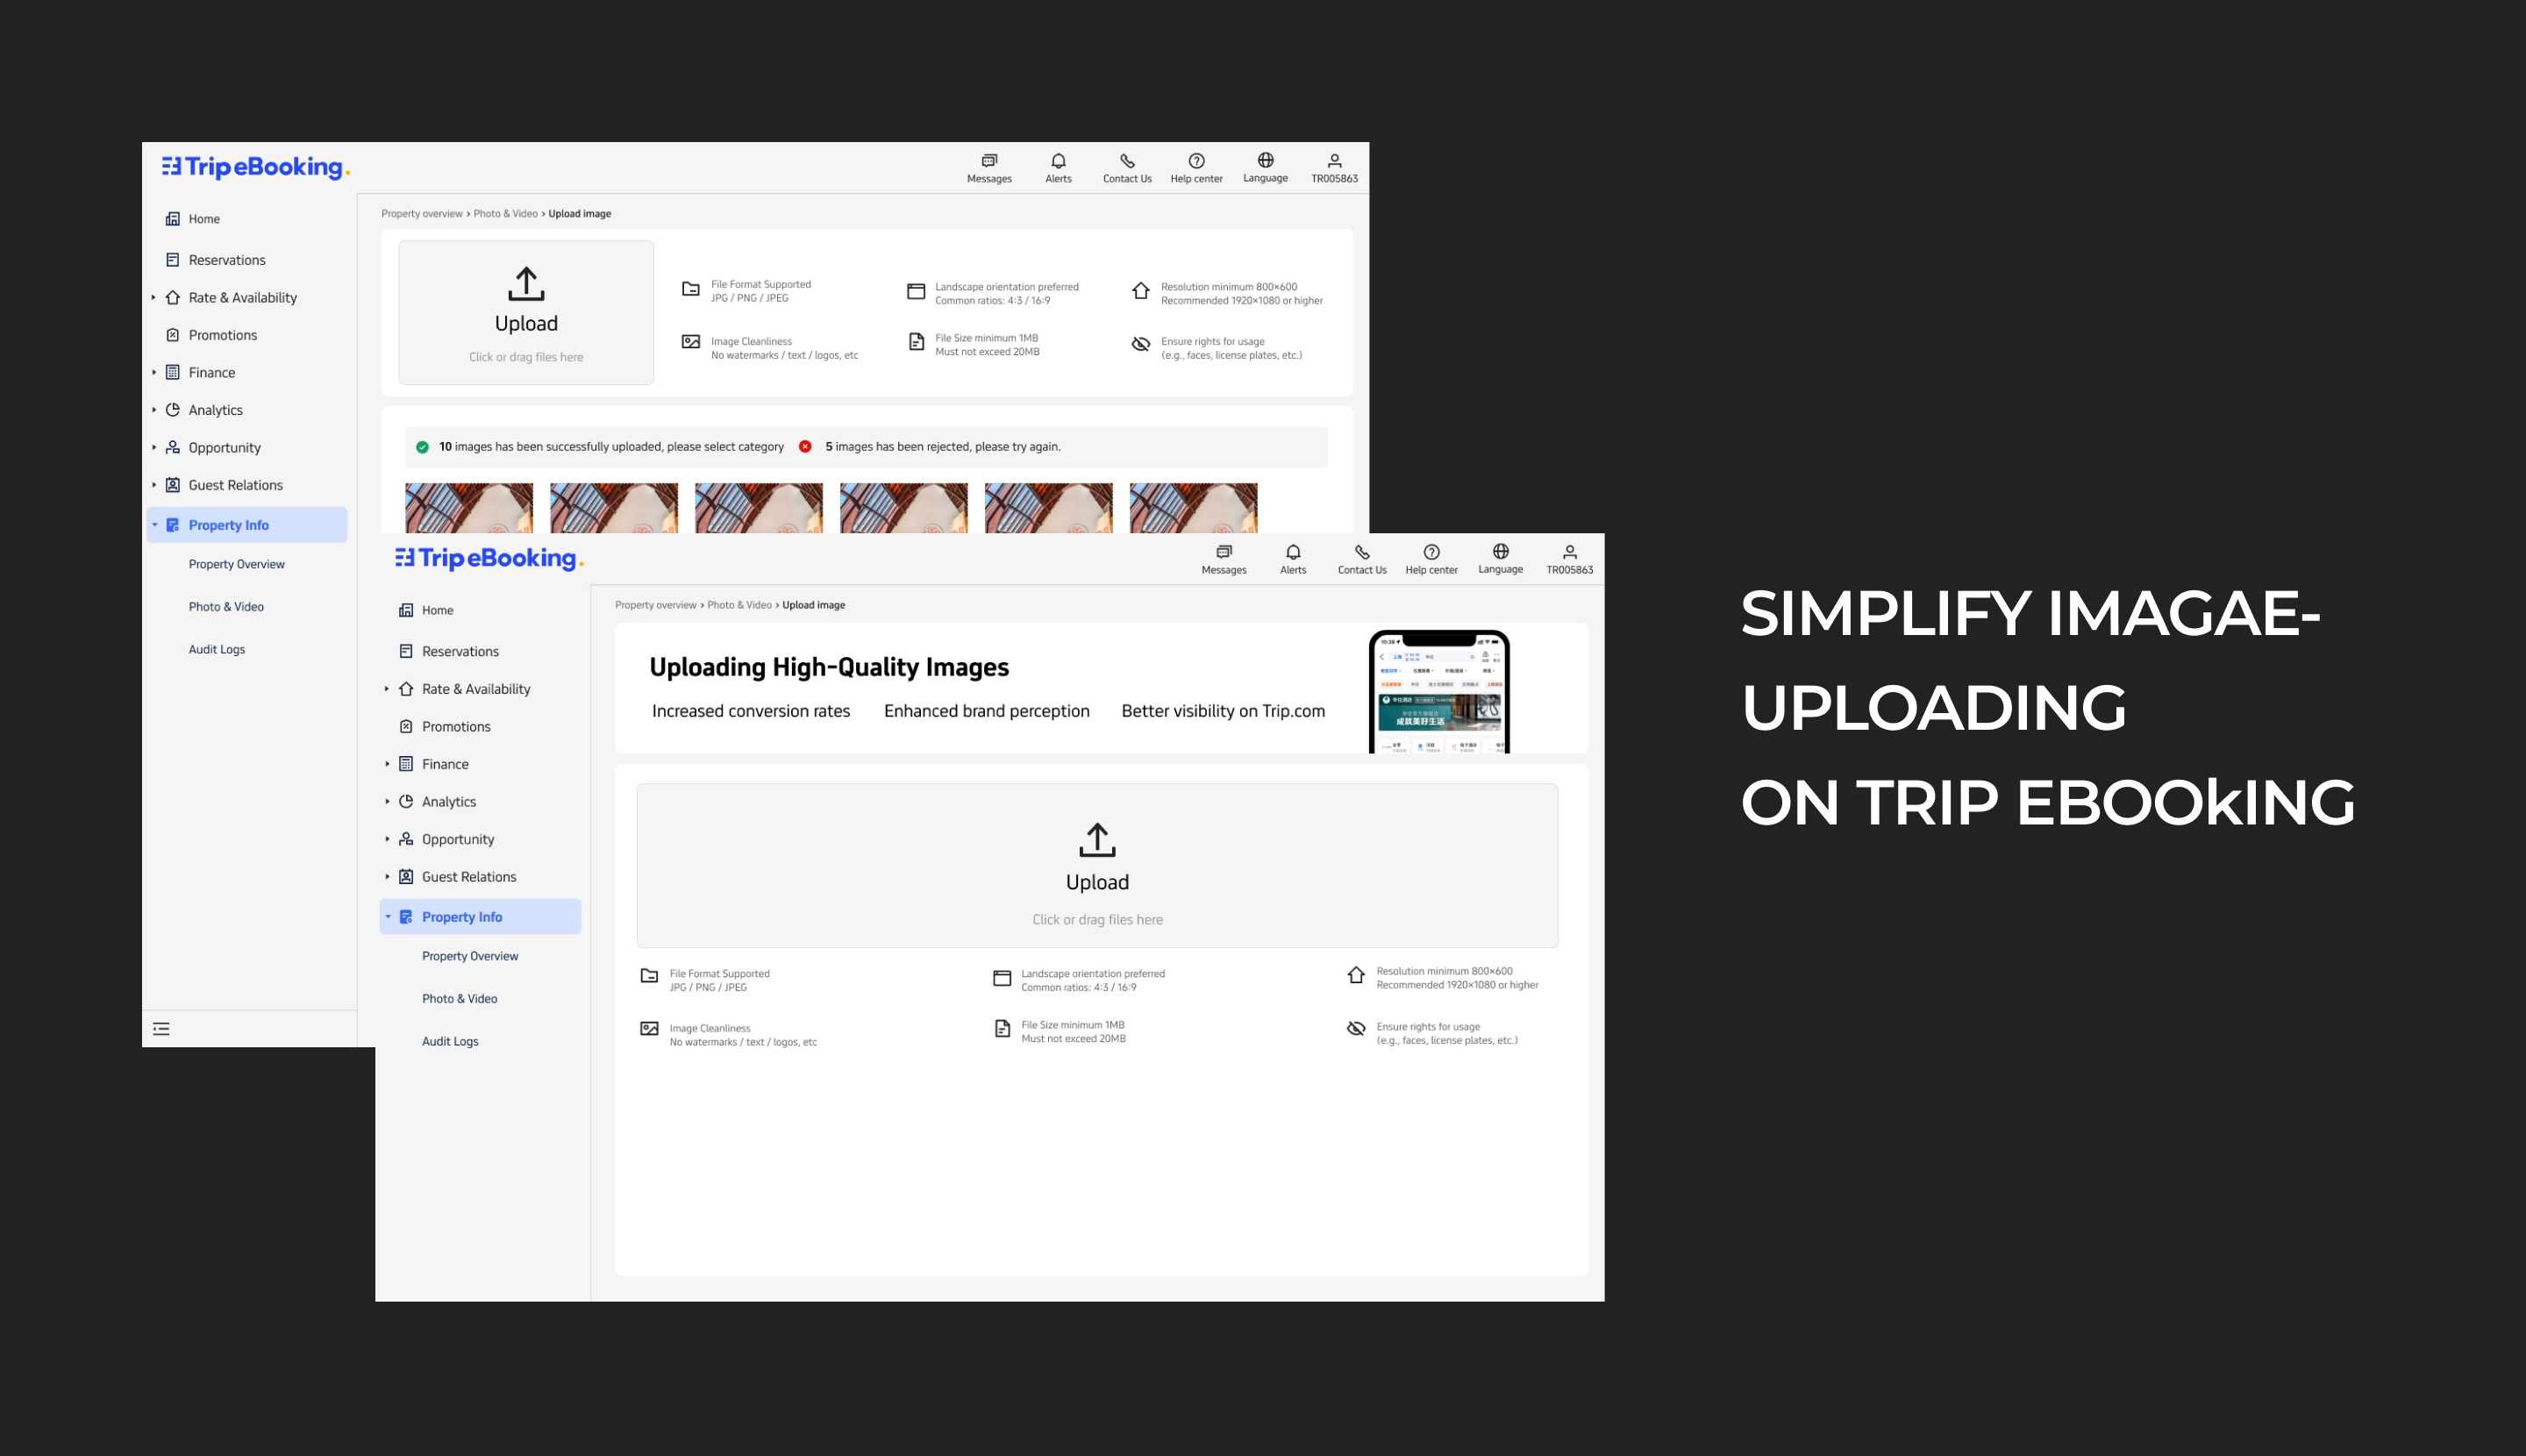 Trip eBooking.
Messages
Alerts
Contact Us
Help center
Language
TR005863
Home
Reservations
Rate & Availability
Promotions
Finance
Analytics
Opportunity
Guest Relations
Property Info
Property Overview
Photo & Video
Audit Logs
Property overview › Photo & Video › Upload image
Upload
Click or drag files here
File Format Supported
JPG / PNG / JPEG
Landscape orientation preferred
Common ratios: 4:3 / 16:9
Resolution minimum 800×600
Recommended 1920×1080 or higher
Image Cleanliness
No watermarks / text / logos, etc
File Size minimum 1MB
Must not exceed 20MB
Ensure rights for usage
(e.g., faces, license plates, etc.)
10 images has been successfully uploaded, please select category
5 images has been rejected, please try again.
Trip eBooking.
Messages
Alerts
Contact Us
Help center
Language
TR005863
Home
Reservations
Rate & Availability
Promotions
Finance
Analytics
Opportunity
Guest Relations
Property Info
Property Overview
Photo & Video
Audit Logs
Property overview › Photo & Video › Upload image
Uploading High-Quality Images
Increased conversion rates
Enhanced brand perception
Better visibility on Trip.com
10:38
上海
成就美好生活
Upload
Click or drag files here
File Format Supported
JPG / PNG / JPEG
Landscape orientation preferred
Common ratios: 4:3 / 16:9
Resolution minimum 800×600
Recommended 1920×1080 or higher
Image Cleanliness
No watermarks / text / logos, etc
File Size minimum 1MB
Must not exceed 20MB
Ensure rights for usage
(e.g., faces, license plates, etc.)
SIMPLIFY IMAGAE-
UPLOADING
ON TRIP EBOOkING